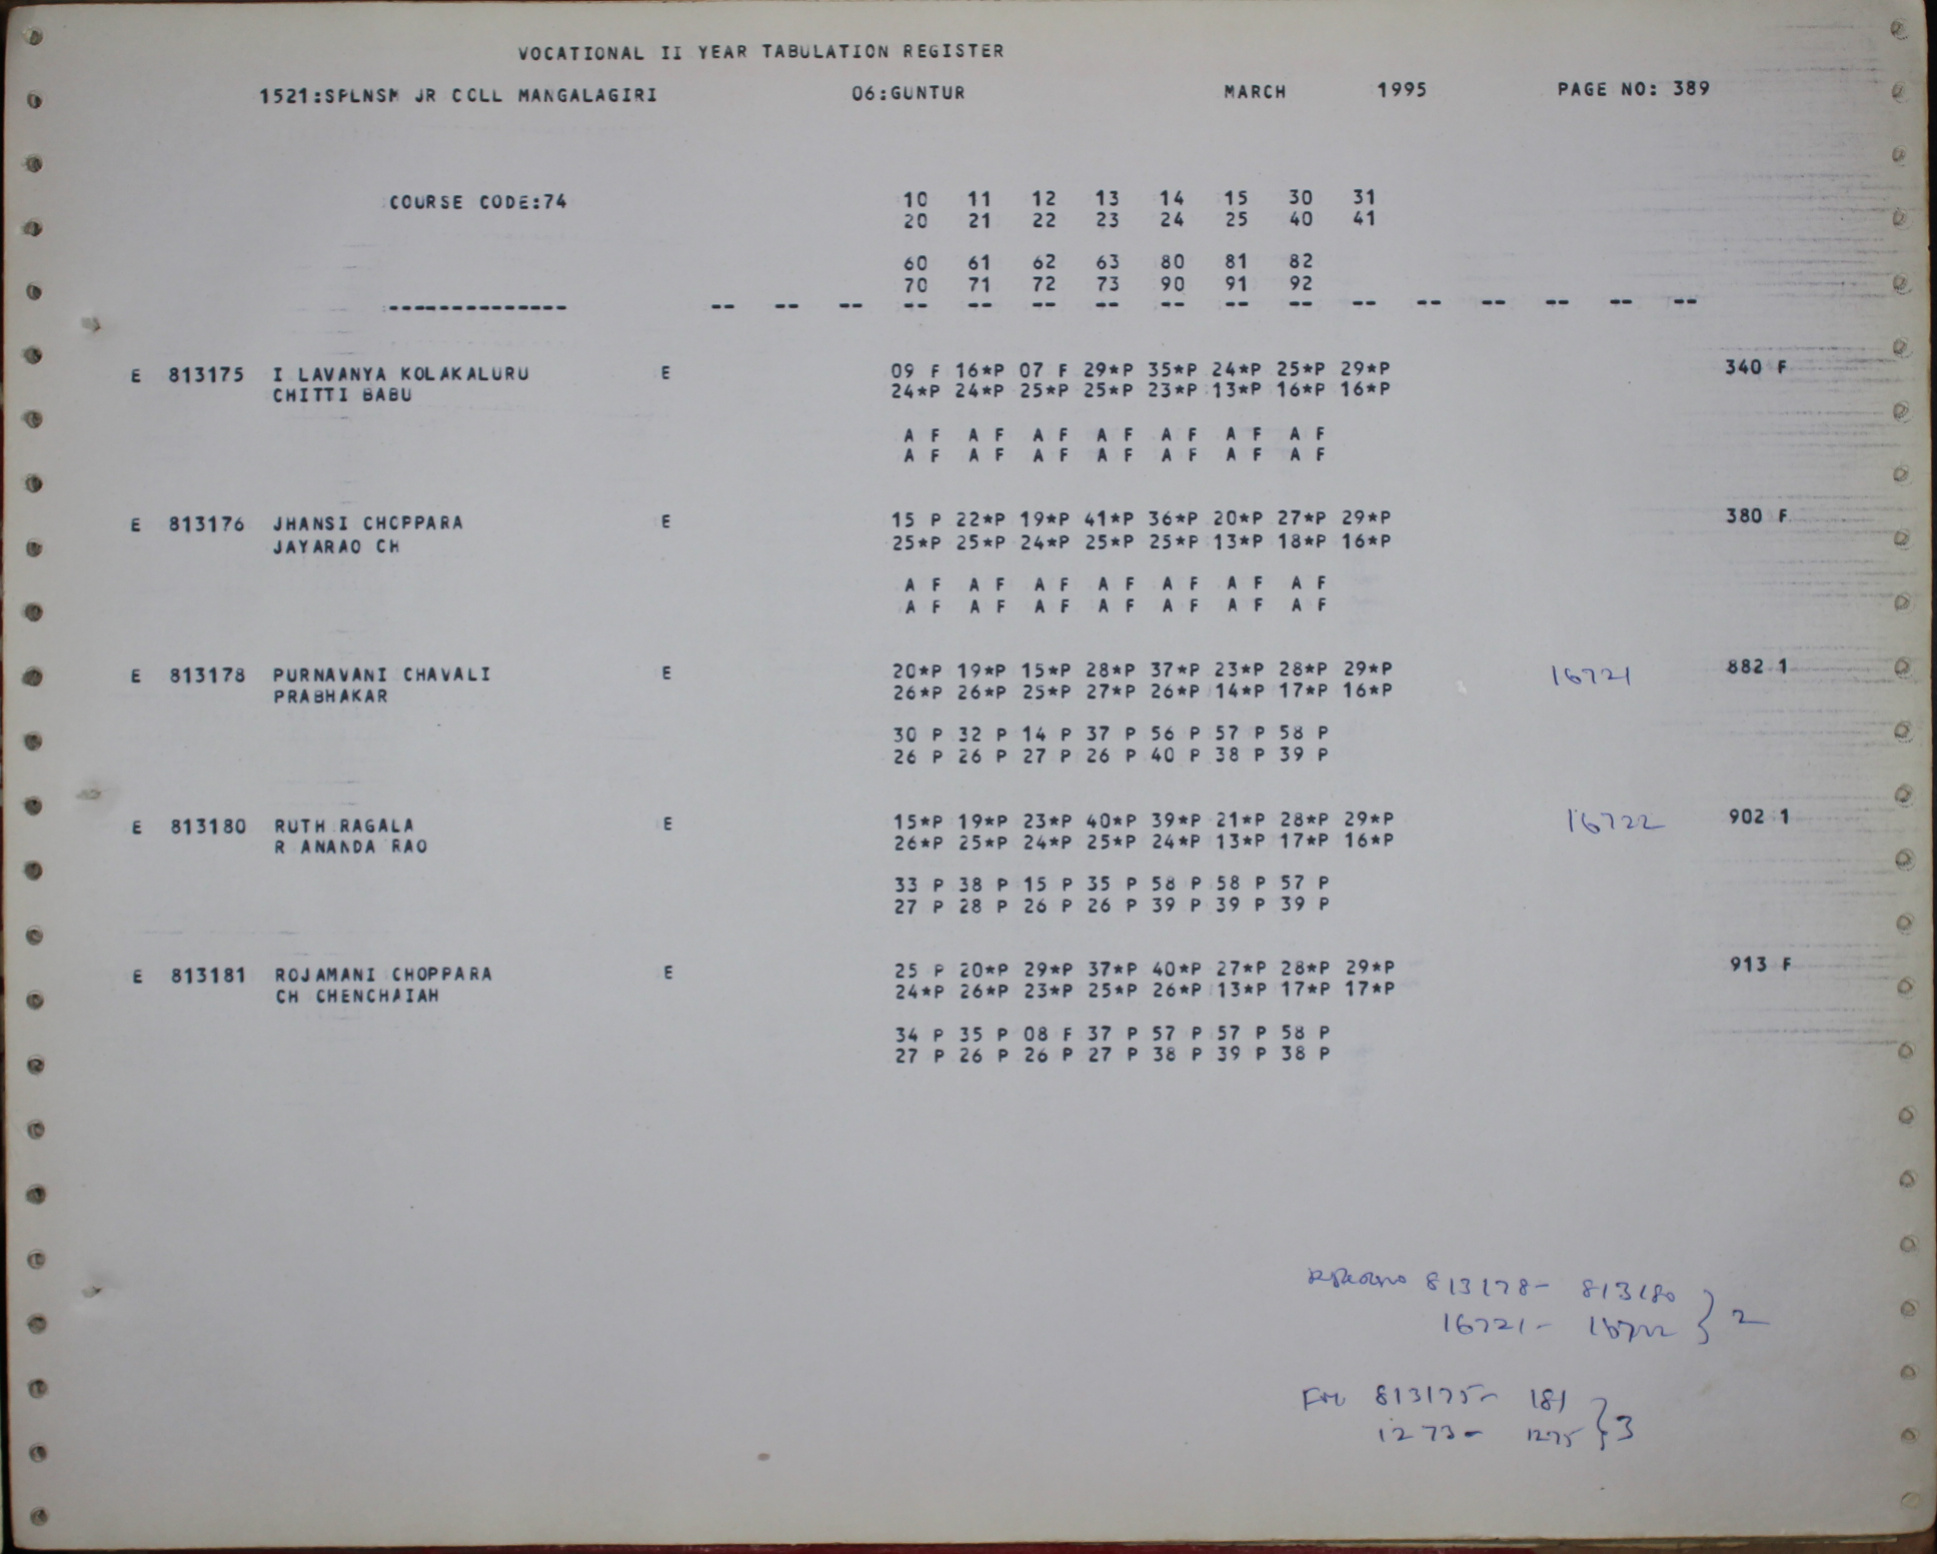 VOCATIONAL II YEAR TABULATION REGISTER
1521:SPLNSM JR COLL MANGALAGIRI 06:GUNTUR MARCH 1995 PAGE NO: 389
COURSE CODE:74 10 11 12 13 14 15 30 31
20 21 22 23 24 25 40 41
60 61 62 63 80 81 82
70 71 72 73 90 91 92
-------------- -- -- -- -- -- -- -- -- -- -- -- -- -- -- -- --
E 813175 I LAVANYA KOLAKALURU E 09 F 16*P 07 F 29*P 35*P 24*P 25*P 29*P 340 F
CHITTI BABU 24*P 24*P 25*P 25*P 23*P 13*P 16*P 16*P
A F A F A F A F A F A F A F
A F A F A F A F A F A F A F
E 813176 JHANSI CHOPPARA E 15 P 22*P 19*P 41*P 36*P 20*P 27*P 29*P 380 F
JAYARAO CH 25*P 25*P 24*P 25*P 25*P 13*P 18*P 16*P
A F A F A F A F A F A F A F
A F A F A F A F A F A F A F
E 813178 PURNAVANI CHAVALI E 20*P 19*P 15*P 28*P 37*P 23*P 28*P 29*P 16721 882 1
PRABHAKAR 26*P 26*P 25*P 27*P 26*P 14*P 17*P 16*P
30 P 32 P 14 P 37 P 56 P 57 P 58 P
26 P 26 P 27 P 26 P 40 P 38 P 39 P
E 813180 RUTH RAGALA E 15*P 19*P 23*P 40*P 39*P 21*P 28*P 29*P 16722 902 1
R ANANDA RAO 26*P 25*P 24*P 25*P 24*P 13*P 17*P 16*P
33 P 38 P 15 P 35 P 58 P 58 P 57 P
27 P 28 P 26 P 26 P 39 P 39 P 39 P
E 813181 ROJAMANI CHOPPARA E 25 P 20*P 29*P 37*P 40*P 27*P 28*P 29*P 913 F
CH CHENCHAIAH 24*P 26*P 23*P 25*P 26*P 13*P 17*P 17*P
34 P 35 P 08 F 37 P 57 P 57 P 58 P
27 P 26 P 26 P 27 P 38 P 39 P 38 P
813178- 813180
16721- 16722 } 2
813175- 181
1273- 1275 } 3